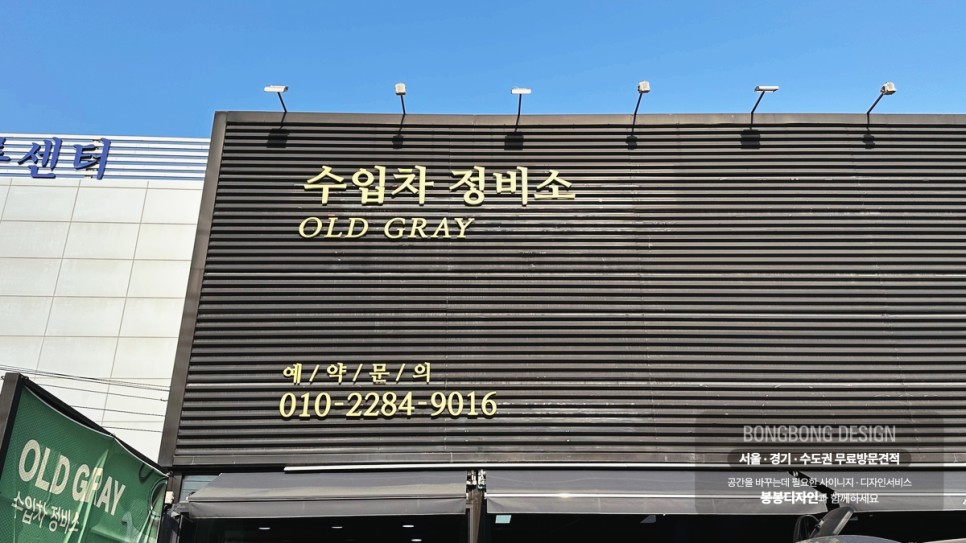 센터
수입차 정비소
OLD GRAY
예/약/문/의
010-2284-9016
OLD GRAY
수입차 정비소
BONGBONG DESIGN
서울·경기·수도권 무료방문견적
공간을 바꾸는데 필요한 사이니지·디자인서비스
봉봉디자인과 함께하세요